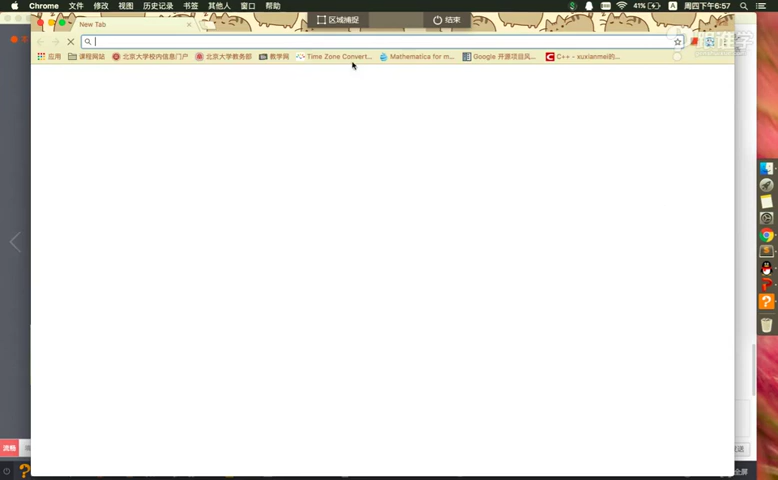 Chrome 文件 修改 视图 历史记录 书签 其他人 窗口 帮助
41% 周四下午6:57
New Tab
区域捕捉 结束
应用 课程网站 北京大学校内信息门户 北京大学教务部 教学网 Time Zone Convert... Mathematica for m... Google 开源项目风... C++ - xuxianmei的...
流畅
全屏